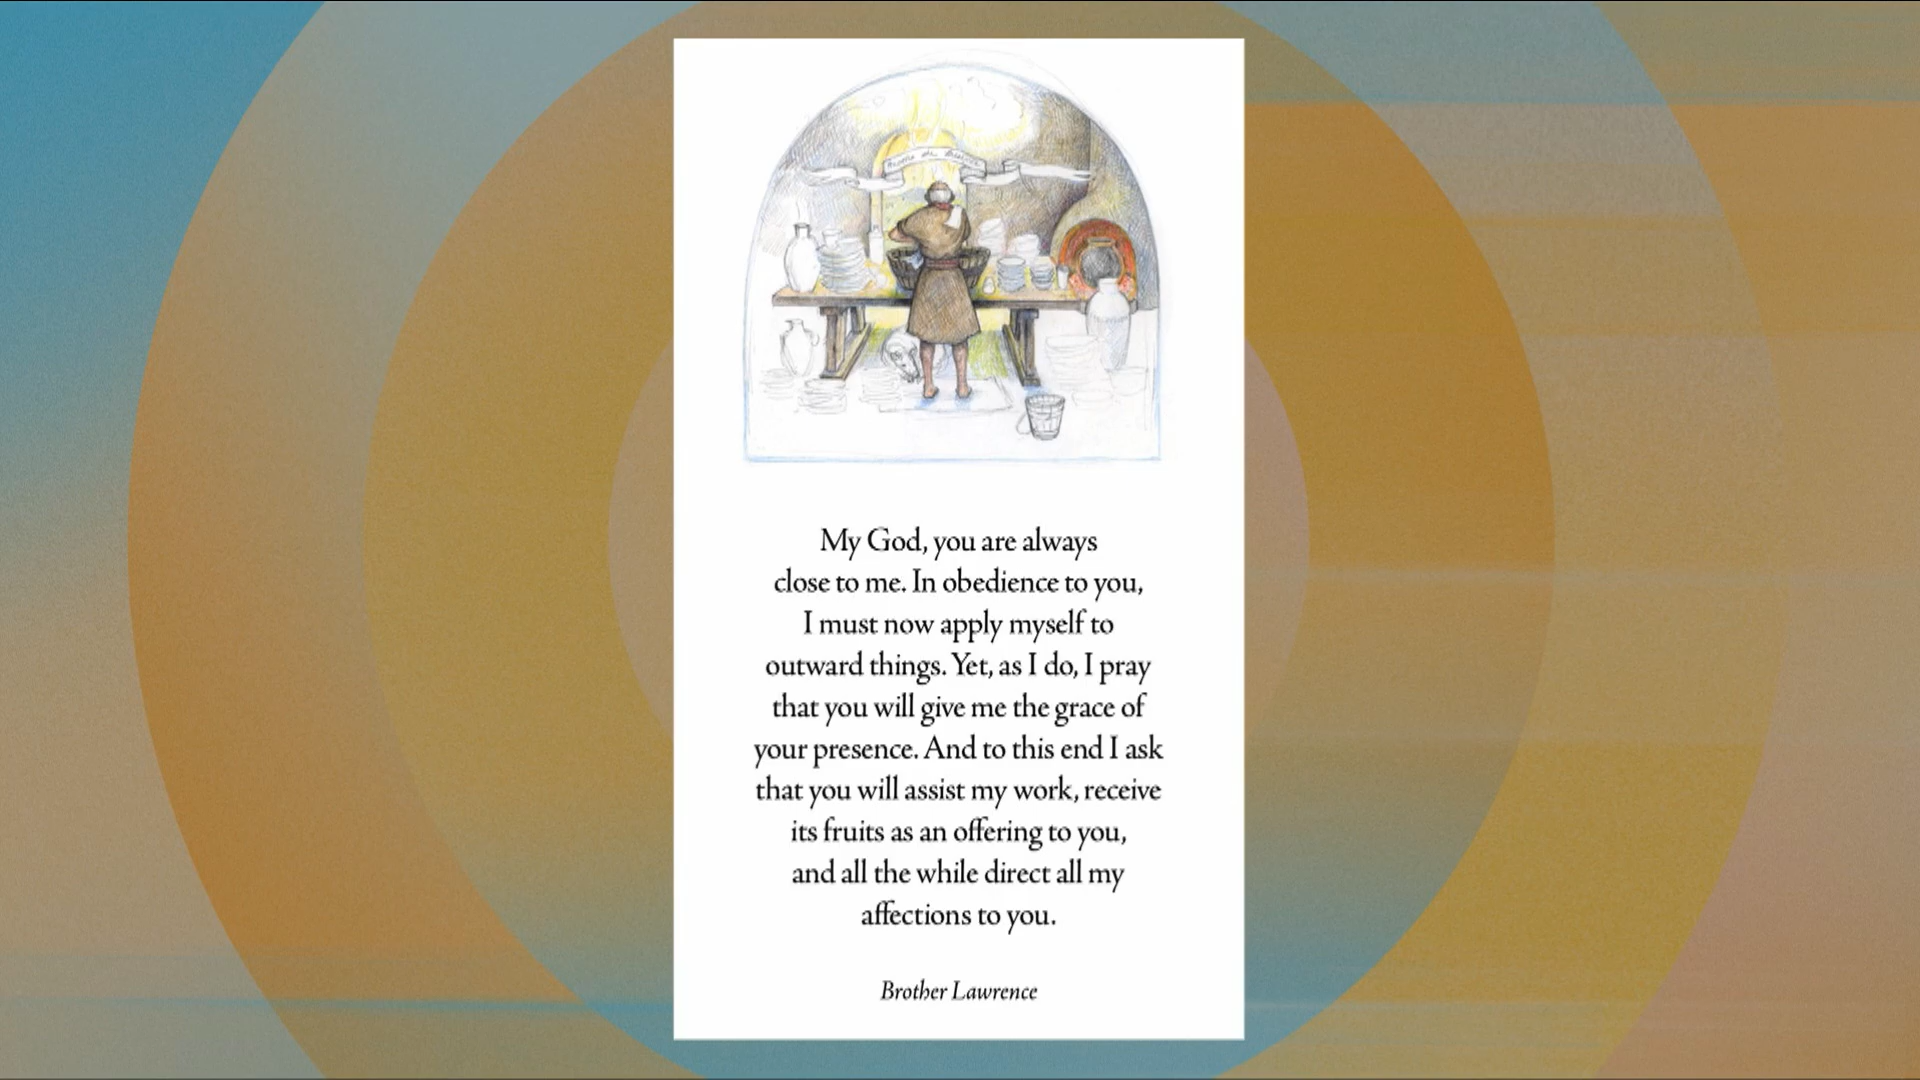 My God, you are always
close to me. In obedience to you,
I must now apply myself to
outward things. Yet, as I do, I pray
that you will give me the grace of
your presence. And to this end I ask
that you will assist my work, receive
its fruits as an offering to you,
and all the while direct all my
affections to you.
Brother Lawrence